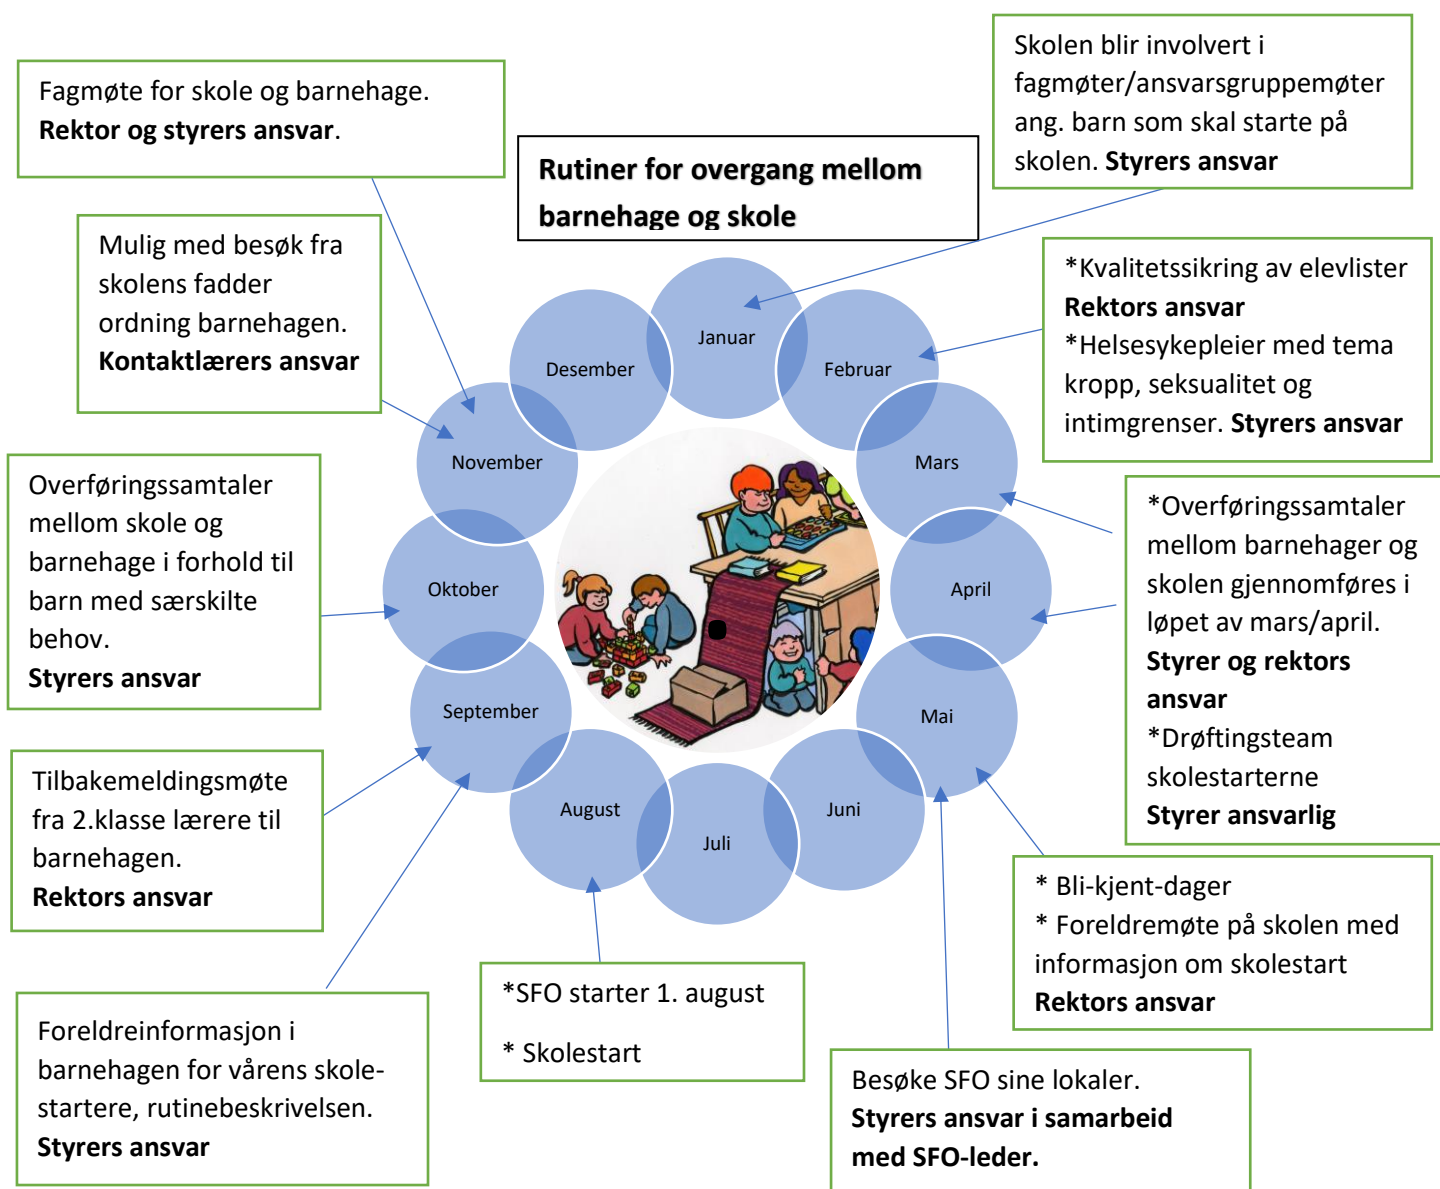 Rutiner for overgang mellom
barnehage og skole
Fagmøte for skole og barnehage.
Rektor og styrers ansvar.
Skolen blir involvert i
fagmøter/ansvarsgruppemøter
ang. barn som skal starte på
skolen. Styrers ansvar
Mulig med besøk fra
skolens fadder
ordning barnehagen.
Kontaktlærers ansvar
*Kvalitetssikring av elevlister
Rektors ansvar
*Helsesykepleier med tema
kropp, seksualitet og
intimgrenser. Styrers ansvar
Overføringssamtaler
mellom skole og
barnehage i forhold til
barn med særskilte
behov.
Styrers ansvar
*Overføringssamtaler
mellom barnehager og
skolen gjennomføres i
løpet av mars/april.
Styrer og rektors
ansvar
*Drøftingsteam
skolestarterne
Styrer ansvarlig
Tilbakemeldingsmøte
fra 2.klasse lærere til
barnehagen.
Rektors ansvar
* Bli-kjent-dager
* Foreldremøte på skolen med
informasjon om skolestart
Rektors ansvar
Foreldreinformasjon i
barnehagen for vårens skole-
startere, rutinebeskrivelsen.
Styrers ansvar
*SFO starter 1. august
* Skolestart
Besøke SFO sine lokaler.
Styrers ansvar i samarbeid
med SFO-leder.
Januar
Februar
Mars
April
Mai
Juni
Juli
August
September
Oktober
November
Desember